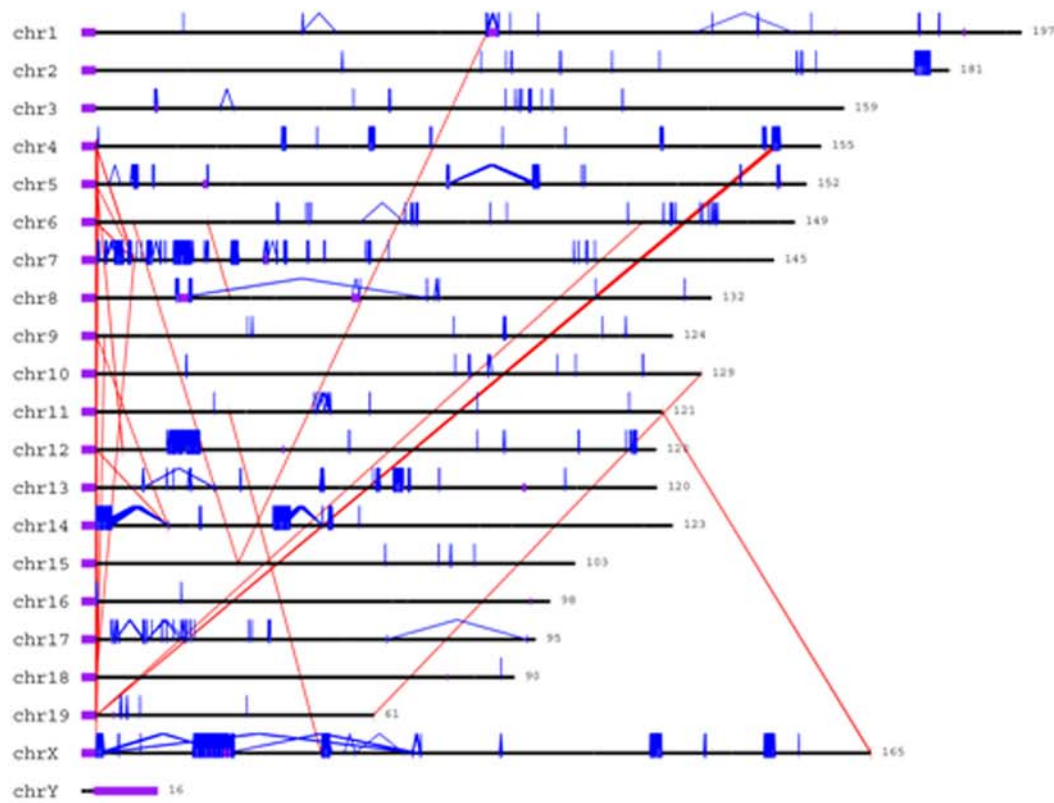 chr1 197
chr2 181
chr3 159
chr4 155
chr5 152
chr6 149
chr7 145
chr8 132
chr9 124
chr10 129
chr11 121
chr12
chr13 120
chr14 123
chr15 103
chr16 98
chr17 95
chr18 90
chr19 61
chrX 165
chrY 16